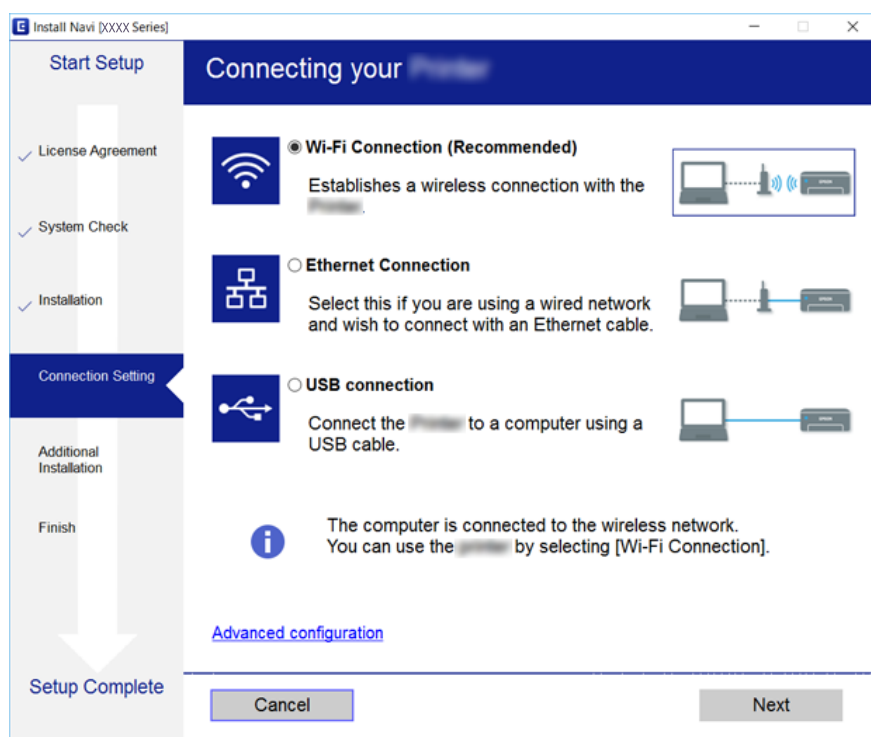 Install Navi [XXXX Series]
Start Setup
License Agreement
System Check
Installation
Connection Setting
Additional
Installation
Finish
Setup Complete
Connecting your
Wi-Fi Connection (Recommended)
Establishes a wireless connection with the
.
Ethernet Connection
Select this if you are using a wired network
and wish to connect with an Ethernet cable.
USB connection
Connect the to a computer using a
USB cable.
The computer is connected to the wireless network.
You can use the by selecting [Wi-Fi Connection].
Advanced configuration
Cancel
Next